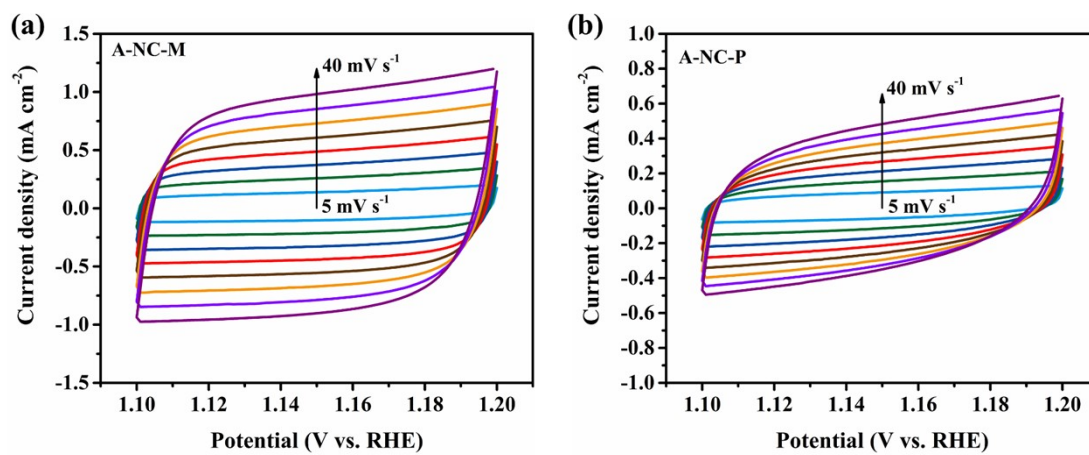 (a)
A-NC-M
40 mV s⁻¹
5 mV s⁻¹
1.5
1.0
0.5
0.0
-0.5
-1.0
-1.5
Current density (mA cm⁻²)
1.10 1.12 1.14 1.16 1.18 1.20
Potential (V vs. RHE)
(b)
A-NC-P
40 mV s⁻¹
5 mV s⁻¹
1.0
0.8
0.6
0.4
0.2
0.0
-0.2
-0.4
-0.6
-0.8
-1.0
Current density (mA cm⁻²)
1.10 1.12 1.14 1.16 1.18 1.20
Potential (V vs. RHE)